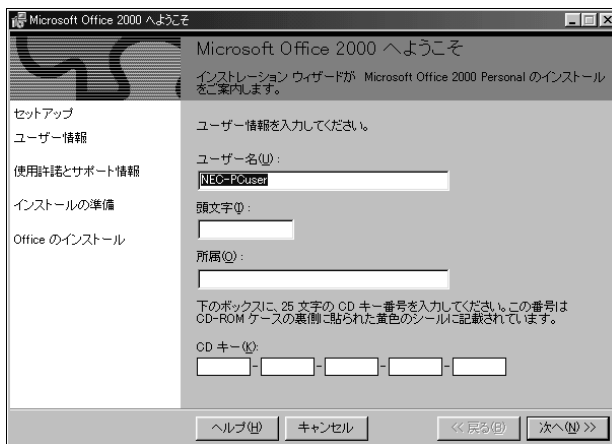 Microsoft Office 2000 へようこそ
Microsoft Office 2000 へようこそ
インストレーション ウィザードが Microsoft Office 2000 Personal のインストール
をご案内します。
セットアップ
ユーザー情報
使用許諾とサポート情報
インストールの準備
Office のインストール
ユーザー情報を入力してください。
ユーザー名(U):
NEC-PCuser
頭文字(I):
所属(O):
下のボックスに、25 文字の CD キー番号を入力してください。この番号は
CD-ROM ケースの裏側に貼られた黄色のシールに記載されています。
CD キー(K):
- - - -
ヘルプ(H) キャンセル << 戻る(B) 次へ(N) >>